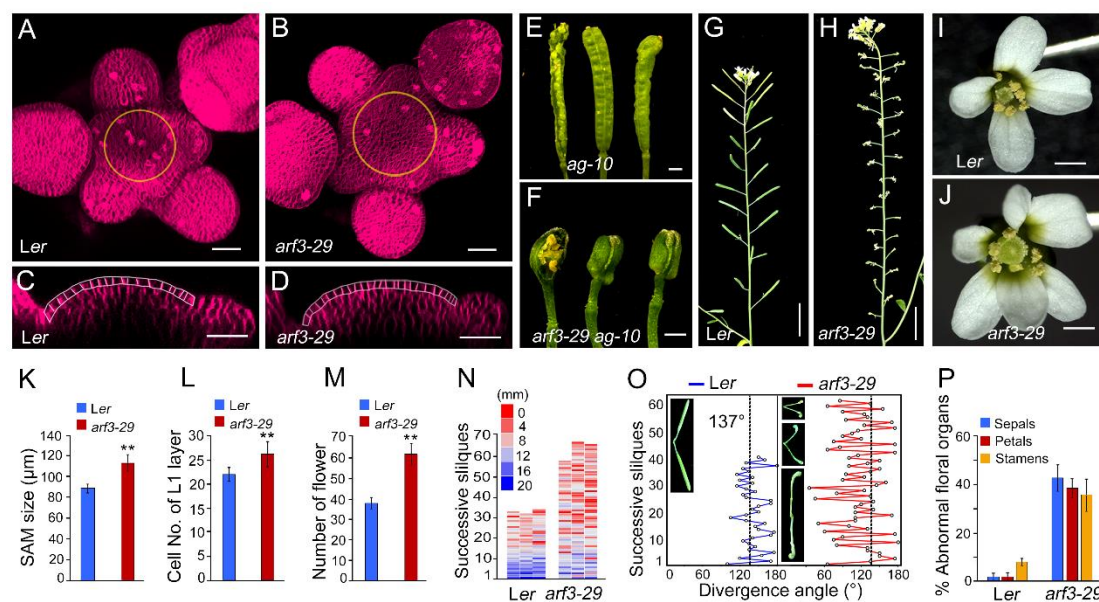 A
Ler
B
arf3-29
C
Ler
D
arf3-29
E
ag-10
F
arf3-29 ag-10
G
Ler
H
arf3-29
I
Ler
J
arf3-29
K
Ler
arf3-29
**
SAM size (µm)
140
120
100
80
60
40
20
0
L
Ler
arf3-29
**
Cell No. of L1 layer
30
25
20
15
10
5
0
M
Ler
arf3-29
**
Number of flower
80
70
60
50
40
30
20
10
0
N
(mm)
0
4
8
12
16
20
Successive slilques
70
60
50
40
30
20
10
1
Ler arf3-29
O
Ler
arf3-29
137°
Successive slilques
60
50
40
30
20
10
1
0 60 120 180
60 120 180
Divergence angle (°)
P
Sepals
Petals
Stamens
% Abnormal floral organs
60
40
20
0
Ler arf3-29